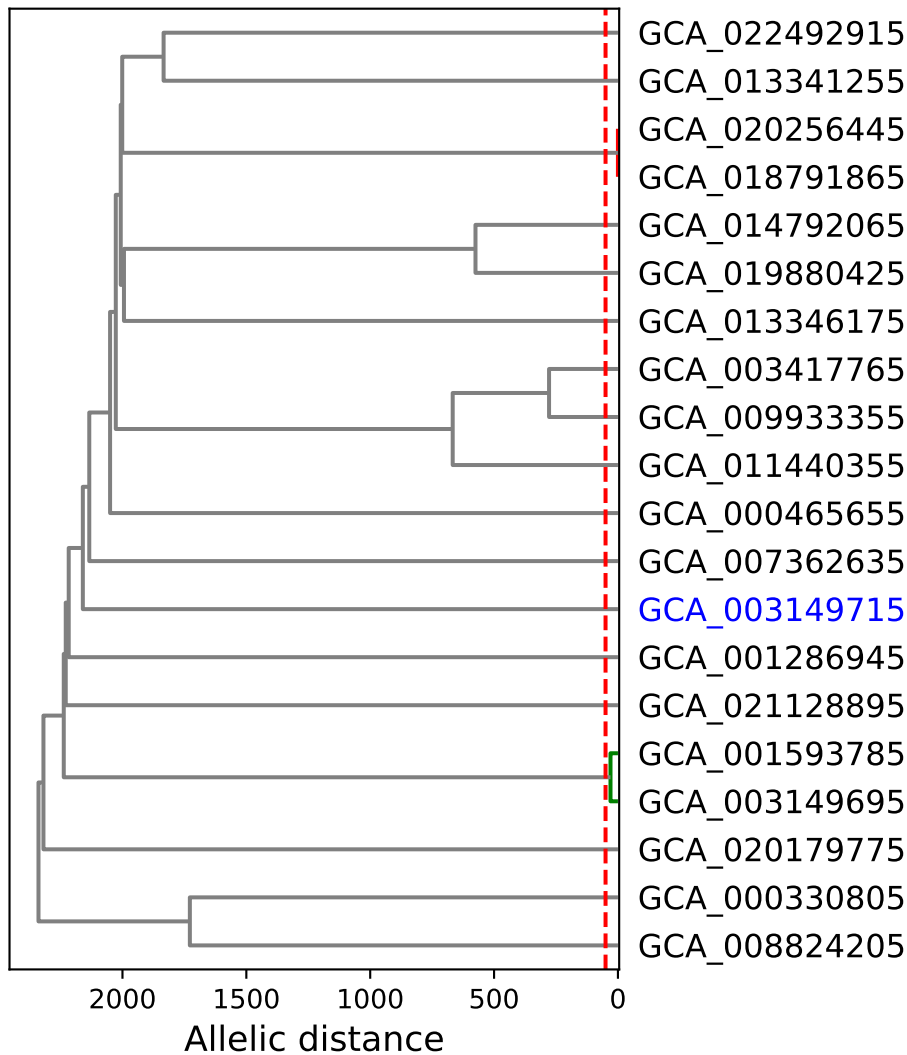 GCA_022492915
GCA_013341255
GCA_020256445
GCA_018791865
GCA_014792065
GCA_019880425
GCA_013346175
GCA_003417765
GCA_009933355
GCA_011440355
GCA_000465655
GCA_007362635
GCA_003149715
GCA_001286945
GCA_021128895
GCA_001593785
GCA_003149695
GCA_020179775
GCA_000330805
GCA_008824205
2000 1500 1000 500 0
Allelic distance